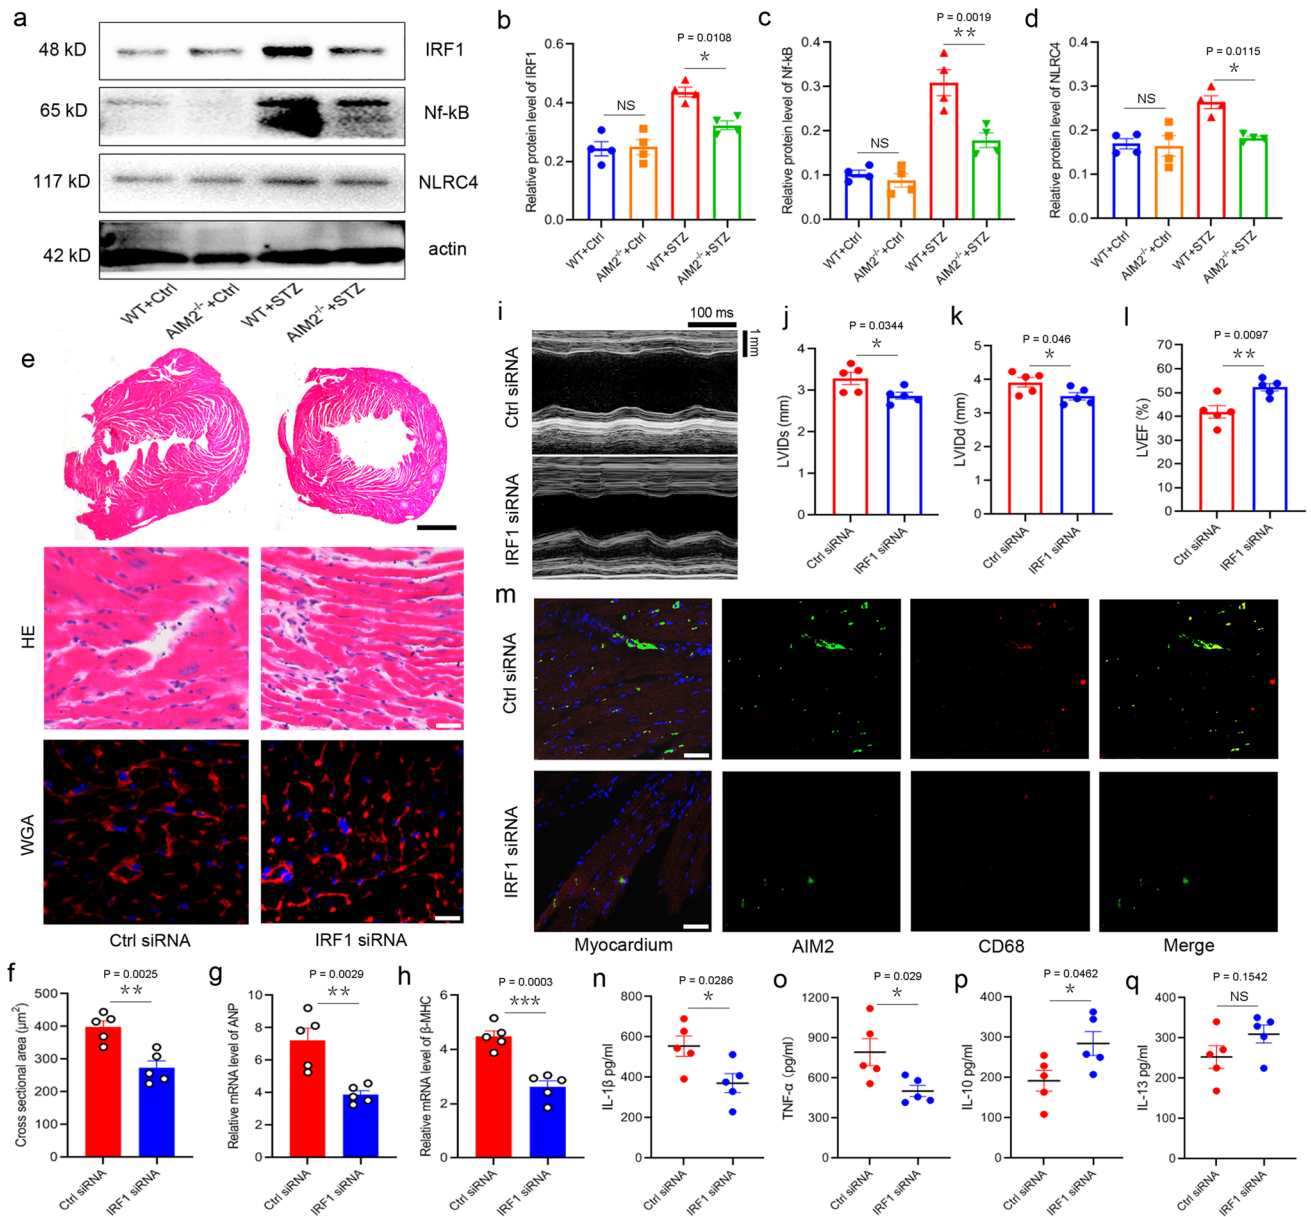 a
48 kD
IRF1
65 kD
Nf-kB
117 kD
NLRC4
42 kD
actin
WT+Ctrl
AIM2⁻/⁻+Ctrl
WT+STZ
AIM2⁻/⁻+STZ
b
P = 0.0108
*
NS
Relative protein level of IRF1
0.6
0.4
0.2
0.0
WT+Ctrl
AIM2⁻/⁻+Ctrl
WT+STZ
AIM2⁻/⁻+STZ
c
P = 0.0019
**
NS
Relative protein level of Nf-kB
0.4
0.3
0.2
0.1
0.0
WT+Ctrl
AIM2⁻/⁻+Ctrl
WT+STZ
AIM2⁻/⁻+STZ
d
P = 0.0115
*
NS
Relative protein level of NLRC4
0.4
0.3
0.2
0.1
0.0
WT+Ctrl
AIM2⁻/⁻+Ctrl
WT+STZ
AIM2⁻/⁻+STZ
e
HE
WGA
Ctrl siRNA
IRF1 siRNA
i
100 ms
1 mm
Ctrl siRNA
IRF1 siRNA
j
P = 0.0344
*
LVIDs (mm)
4
3
2
1
0
Ctrl siRNA
IRF1 siRNA
k
P = 0.046
*
LVIDd (mm)
5
4
3
2
1
0
Ctrl siRNA
IRF1 siRNA
l
P = 0.0097
**
LVEF (%)
70
60
50
40
30
20
10
0
Ctrl siRNA
IRF1 siRNA
m
Ctrl siRNA
IRF1 siRNA
Myocardium
AIM2
CD68
Merge
f
P = 0.0025
**
Cross sectional area (μm²)
500
400
300
200
100
0
Ctrl siRNA
IRF1 siRNA
g
P = 0.0029
**
Relative mRNA level of ANP
10
8
6
4
2
0
Ctrl siRNA
IRF1 siRNA
h
P = 0.0003
***
Relative mRNA level of β-MHC
6
4
2
0
Ctrl siRNA
IRF1 siRNA
n
P = 0.0286
*
IL-1β pg/ml
800
600
400
200
0
Ctrl siRNA
IRF1 siRNA
o
P = 0.029
*
TNF-α (pg/ml)
1200
900
600
300
0
Ctrl siRNA
IRF1 siRNA
p
P = 0.0462
*
IL-10 pg/ml
400
300
200
100
0
Ctrl siRNA
IRF1 siRNA
q
P = 0.1542
NS
IL-13 pg/ml
400
300
200
100
0
Ctrl siRNA
IRF1 siRNA